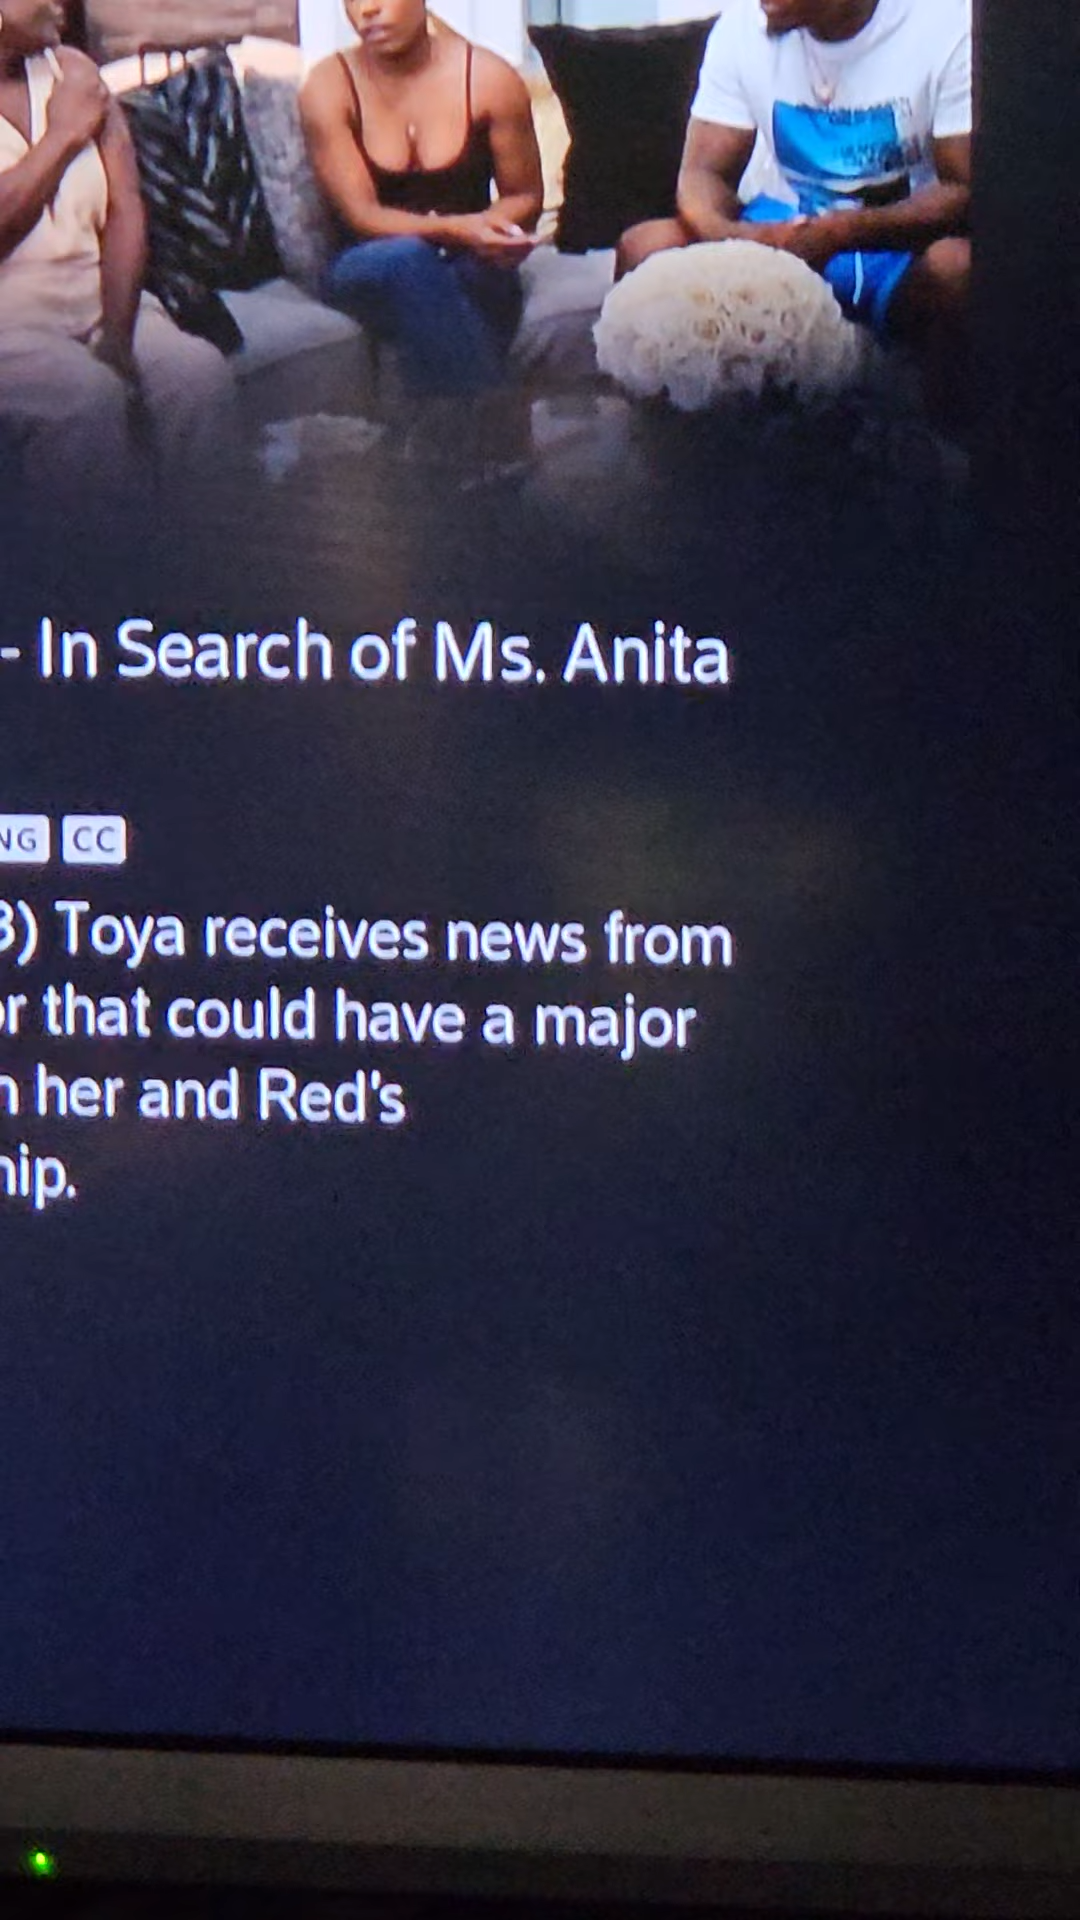 - In Search of Ms. Anita
NG CC
3) Toya receives news from
or that could have a major
her and Red's
hip.